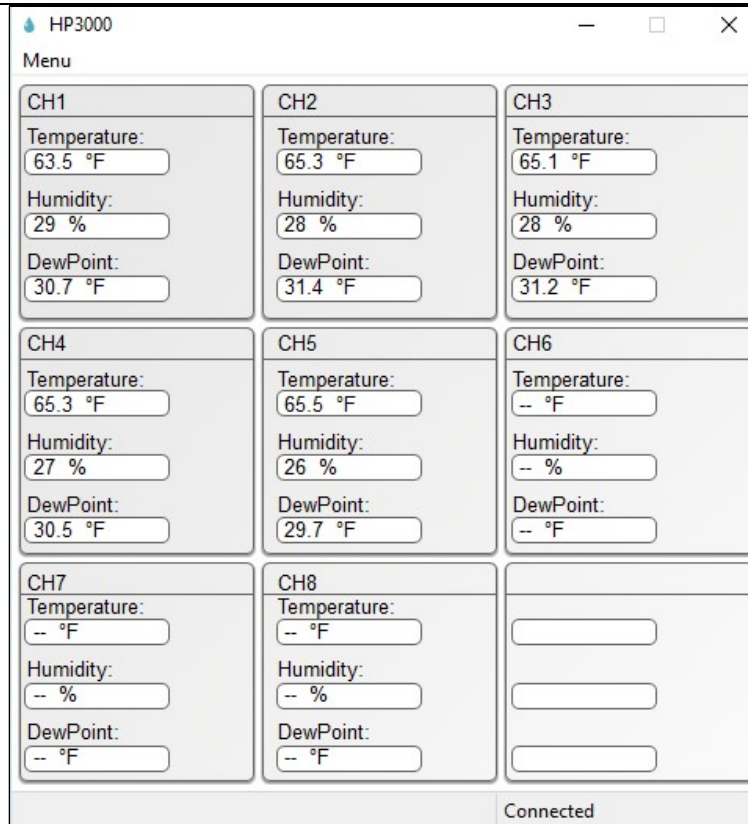 HP3000
Menu
CH1
Temperature:
63.5 °F
Humidity:
29 %
DewPoint:
30.7 °F
CH2
Temperature:
65.3 °F
Humidity:
28 %
DewPoint:
31.4 °F
CH3
Temperature:
65.1 °F
Humidity:
28 %
DewPoint:
31.2 °F
CH4
Temperature:
65.3 °F
Humidity:
27 %
DewPoint:
30.5 °F
CH5
Temperature:
65.5 °F
Humidity:
26 %
DewPoint:
29.7 °F
CH6
Temperature:
-- °F
Humidity:
-- %
DewPoint:
-- °F
CH7
Temperature:
-- °F
Humidity:
-- %
DewPoint:
-- °F
CH8
Temperature:
-- °F
Humidity:
-- %
DewPoint:
-- °F
Connected